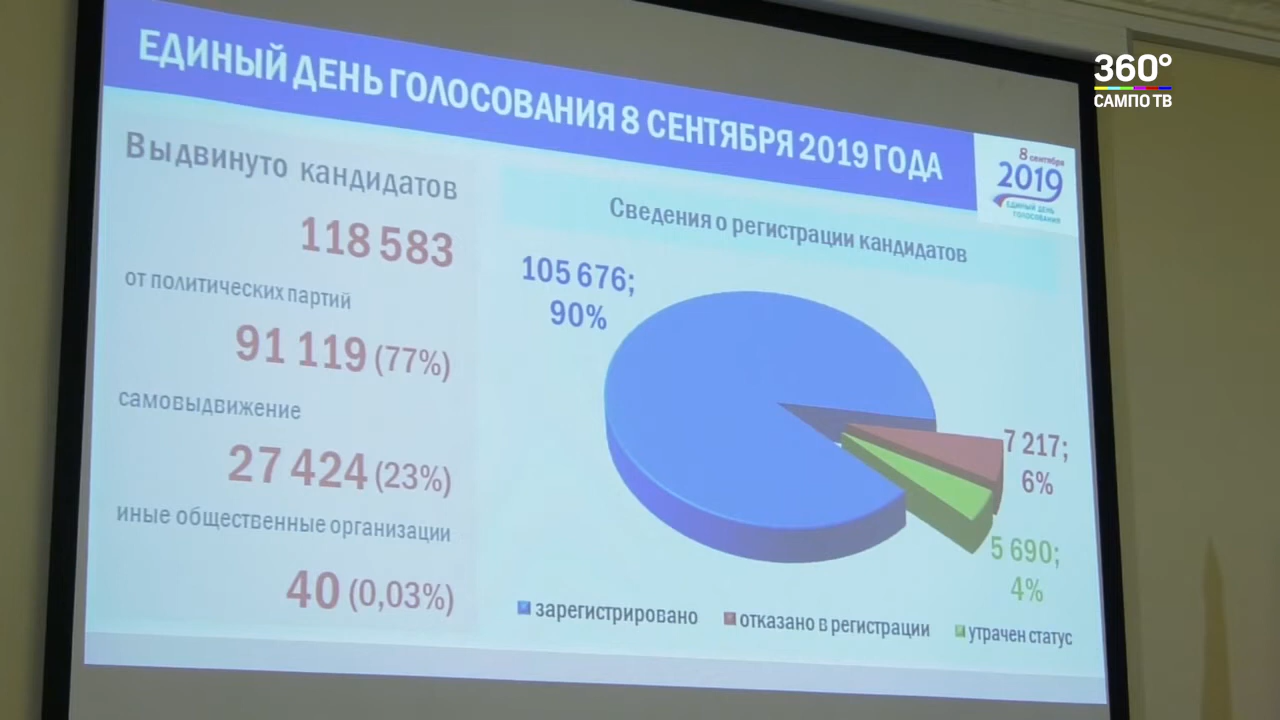 360°
САМПО ТВ
ЕДИНЫЙ ДЕНЬ ГОЛОСОВАНИЯ 8 СЕНТЯБРЯ 2019 ГОДА
8 сентября
2019
ЕДИНЫЙ ДЕНЬ
ГОЛОСОВАНИЯ
Выдвинуто кандидатов
118 583
от политических партий
91 119 (77%)
самовыдвижение
27 424 (23%)
иные общественные организации
40 (0,03%)
Сведения о регистрации кандидатов
105 676;
90%
7 217;
6%
5 690;
4%
зарегистрировано
отказано в регистрации
утрачен статус